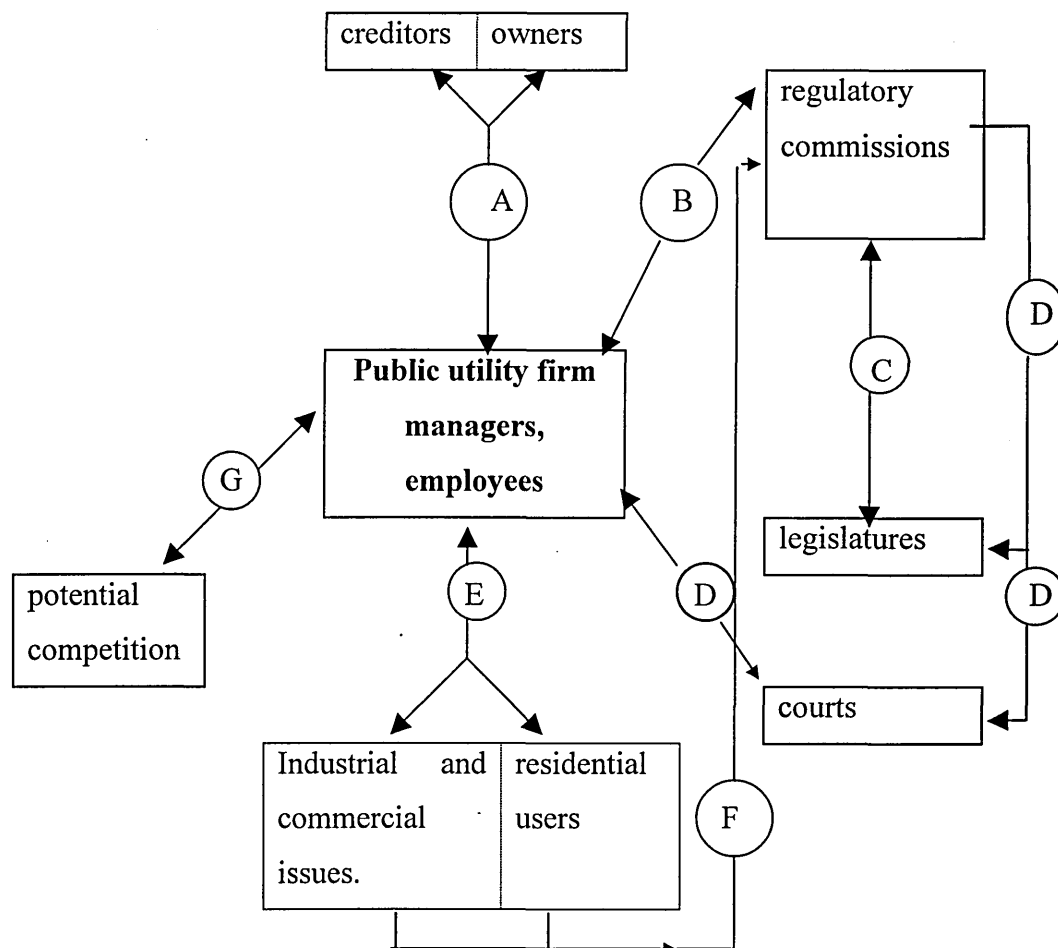 creditors owners
regulatory
commissions
A
B
D
C
Public utility firm
managers,
employees
G
legislatures
E
D
D
potential
competition
courts
Industrial and
commercial
issues.
residential
users
F